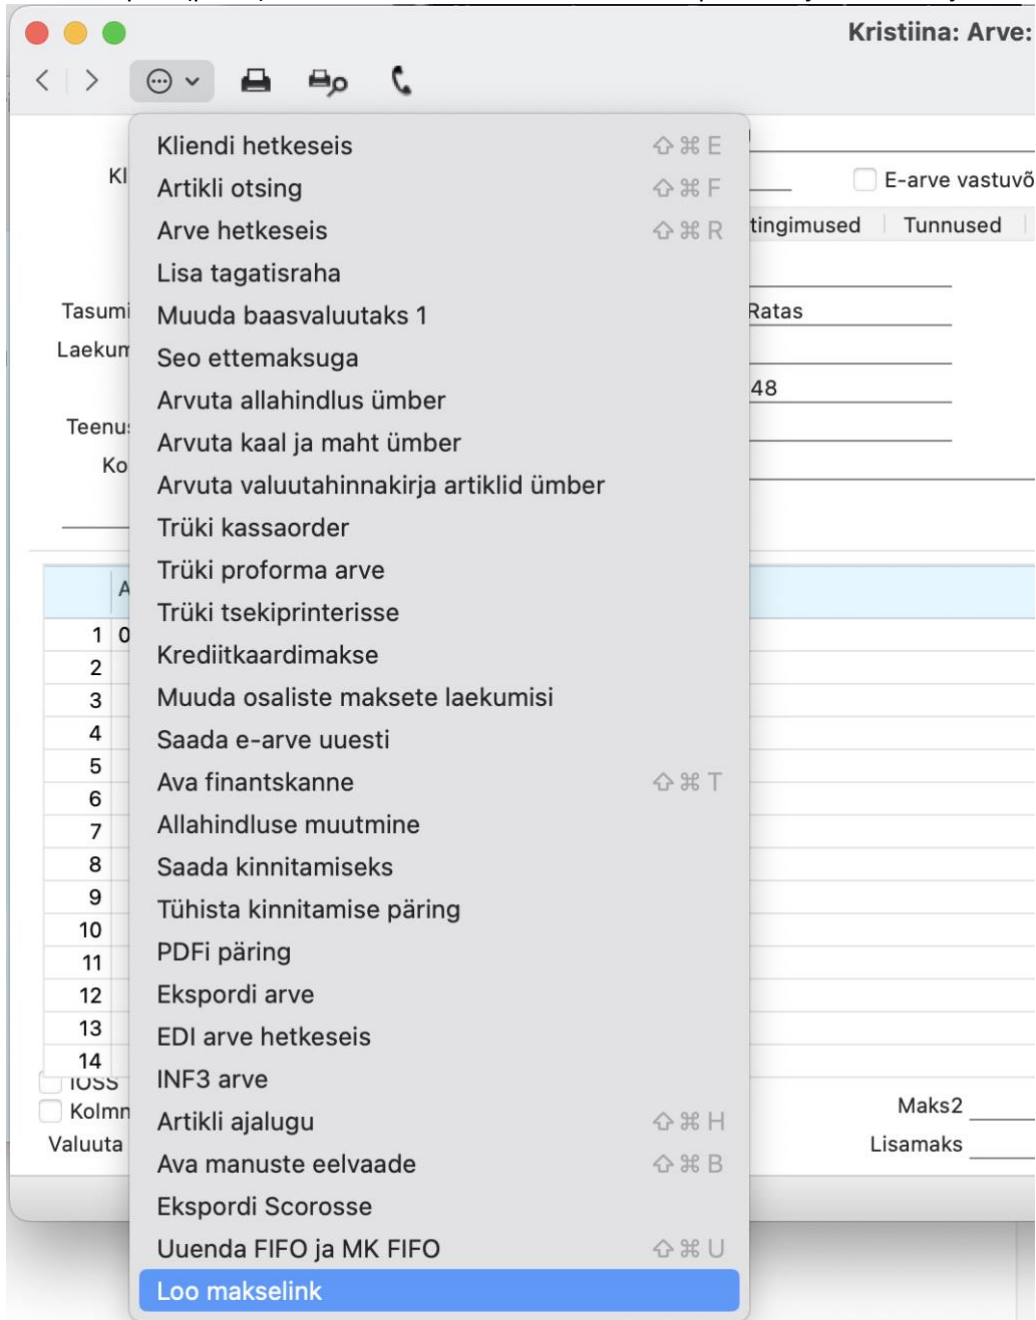 Kristiina: Arve:
Kliendi hetkeseis ⇧⌘E
Kl
E-arve vastuvõ
Artikli otsing ⇧⌘F
Arve hetkeseis ⇧⌘R
tingimused Tunnused
Lisa tagatisraha
Tasumi
Muuda baasvaluutaks 1
Ratas
Laekum
Seo ettemaksuga
48
Arvuta allahindlus ümber
Teenus
Arvuta kaal ja maht ümber
Ko
Arvuta valuutahinnakirja artiklid ümber
Trüki kassaorder
Trüki proforma arve
A
Trüki tsekiprinterisse
1 0
Krediitkaardimakse
2
Muuda osaliste maksete laekumisi
3
Saada e-arve uuesti
4
5
Ava finantskanne ⇧⌘T
6
Allahindluse muutmine
7
Saada kinnitamiseks
8
Tühista kinnitamise päring
9
10
PDFi päring
11
Ekspordi arve
12
EDI arve hetkeseis
13
INF3 arve
14
IOSS
Artikli ajalugu ⇧⌘H
Kolmn
Maks2
Valuuta
Lisamaks
Ava manuste eelvaade ⇧⌘B
Ekspordi Scorosse
Uuenda FIFO ja MK FIFO ⇧⌘U
Loo makselink